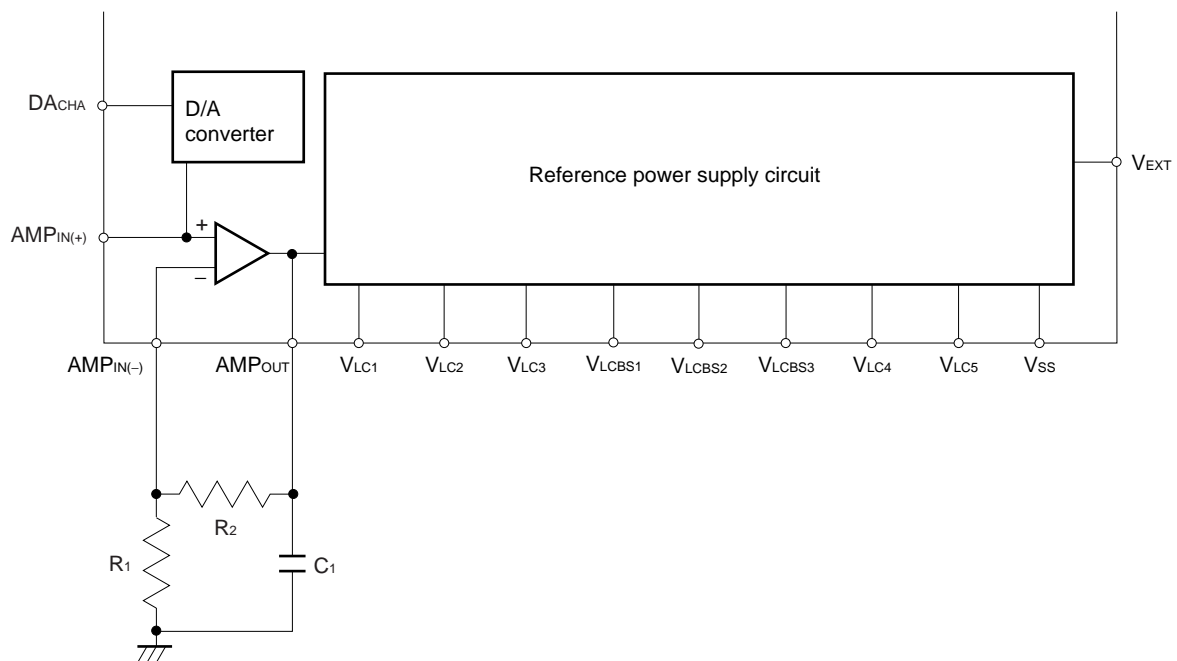 DACHA
D/A
converter
Reference power supply circuit
VEXT
AMPIN(+)
+
–
AMPIN(–)
AMPOUT
VLC1
VLC2
VLC3
VLCBS1
VLCBS2
VLCBS3
VLC4
VLC5
VSS
R2
R1
C1